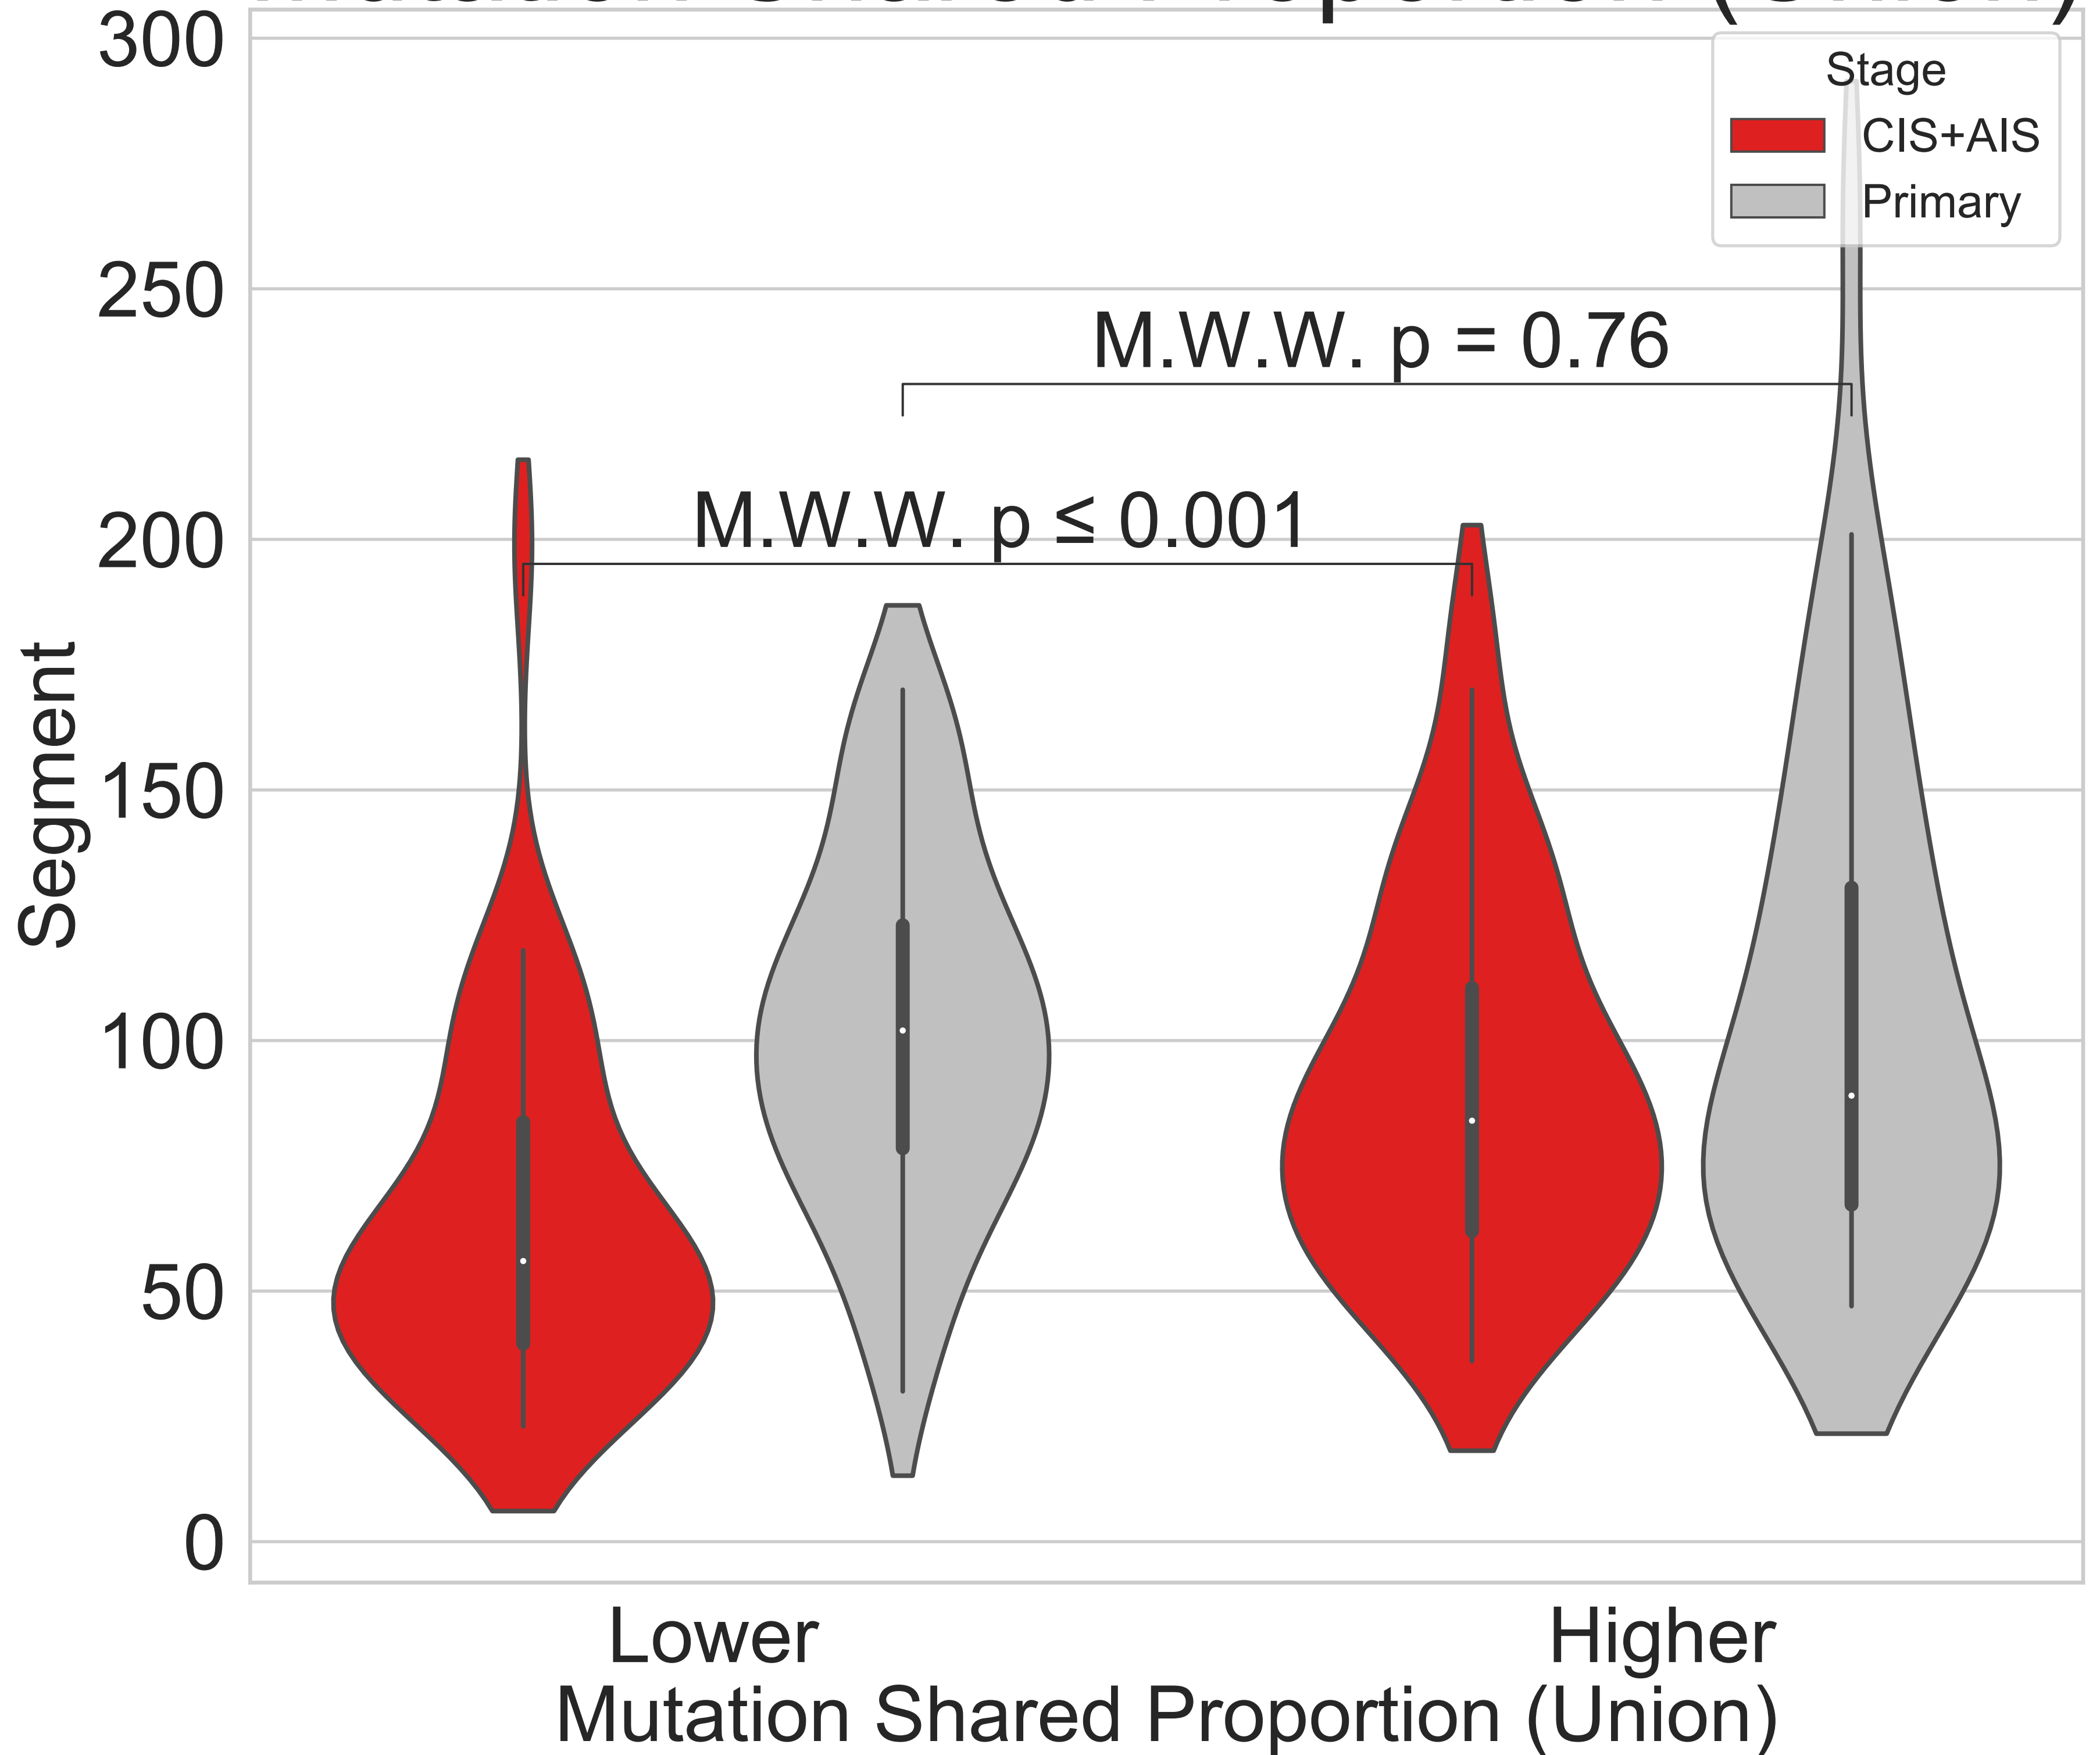 300
Stage
CIS+AIS
Primary
250
M.W.W. p = 0.76
M.W.W. p ≤ 0.001
200
Segment
150
100
50
0
Lower Higher
Mutation Shared Proportion (Union)